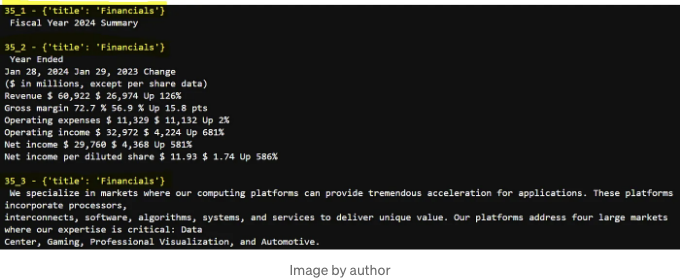 35_1 - {'title': 'Financials'}
Fiscal Year 2024 Summary
35_2 - {'title': 'Financials'}
Year Ended
Jan 28, 2024 Jan 29, 2023 Change
($ in millions, except per share data)
Revenue $ 60,922 $ 26,974 Up 126%
Gross margin 72.7 % 56.9 % Up 15.8 pts
Operating expenses $ 11,329 $ 11,132 Up 2%
Operating income $ 32,972 $ 4,224 Up 681%
Net income $ 29,760 $ 4,368 Up 581%
Net income per diluted share $ 11.93 $ 1.74 Up 586%
35_3 - {'title': 'Financials'}
We specialize in markets where our computing platforms can provide tremendous acceleration for applications. These platforms
incorporate processors,
interconnects, software, algorithms, systems, and services to deliver unique value. Our platforms address four large markets
where our expertise is critical: Data
Center, Gaming, Professional Visualization, and Automotive.
Image by author